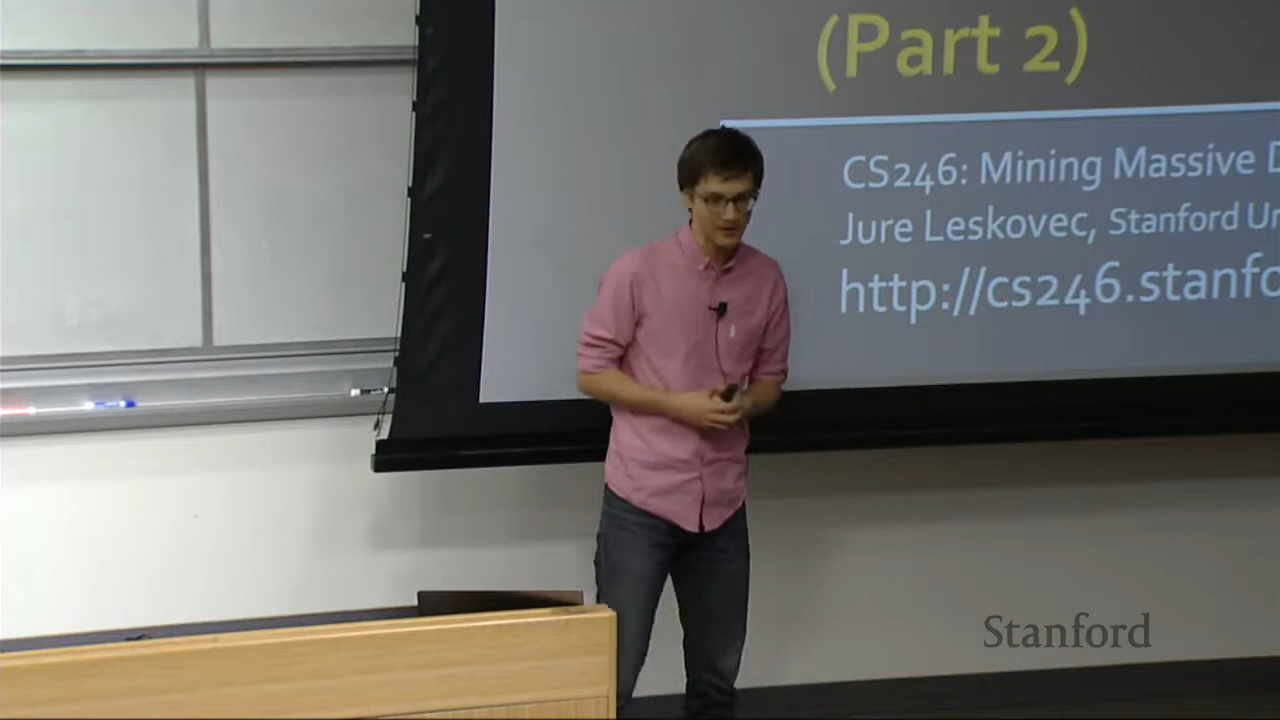 (Part 2)
CS246: Mining Massive D
Jure Leskovec, Stanford Un
http://cs246.stanfo
Stanford